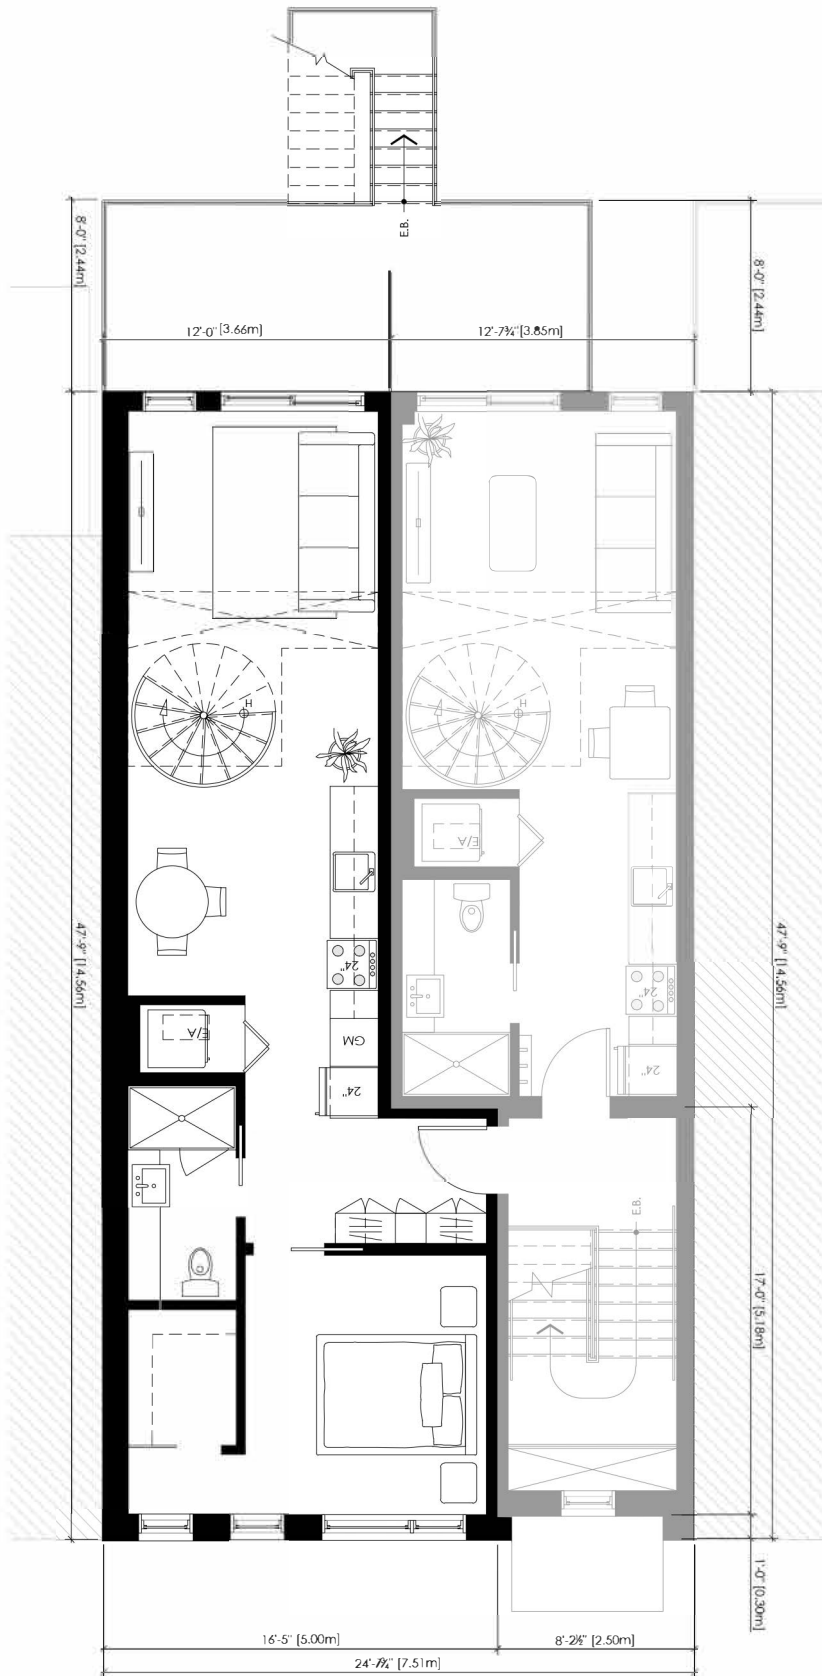 E.B.
8'-0" [2.44m]
8'-0" [2.44m]
12'-0" [3.66m]
12'-7¾" [3.85m]
H
H
E/A
24"
24"
47'-9" [14.56m]
47'-9" [14.56m]
E/A
GM
24"
24"
E.B.
17'-0" [5.18m]
1'-0" [0.30m]
16'-5" [5.00m]
8'-2½" [2.50m]
[7.51m]